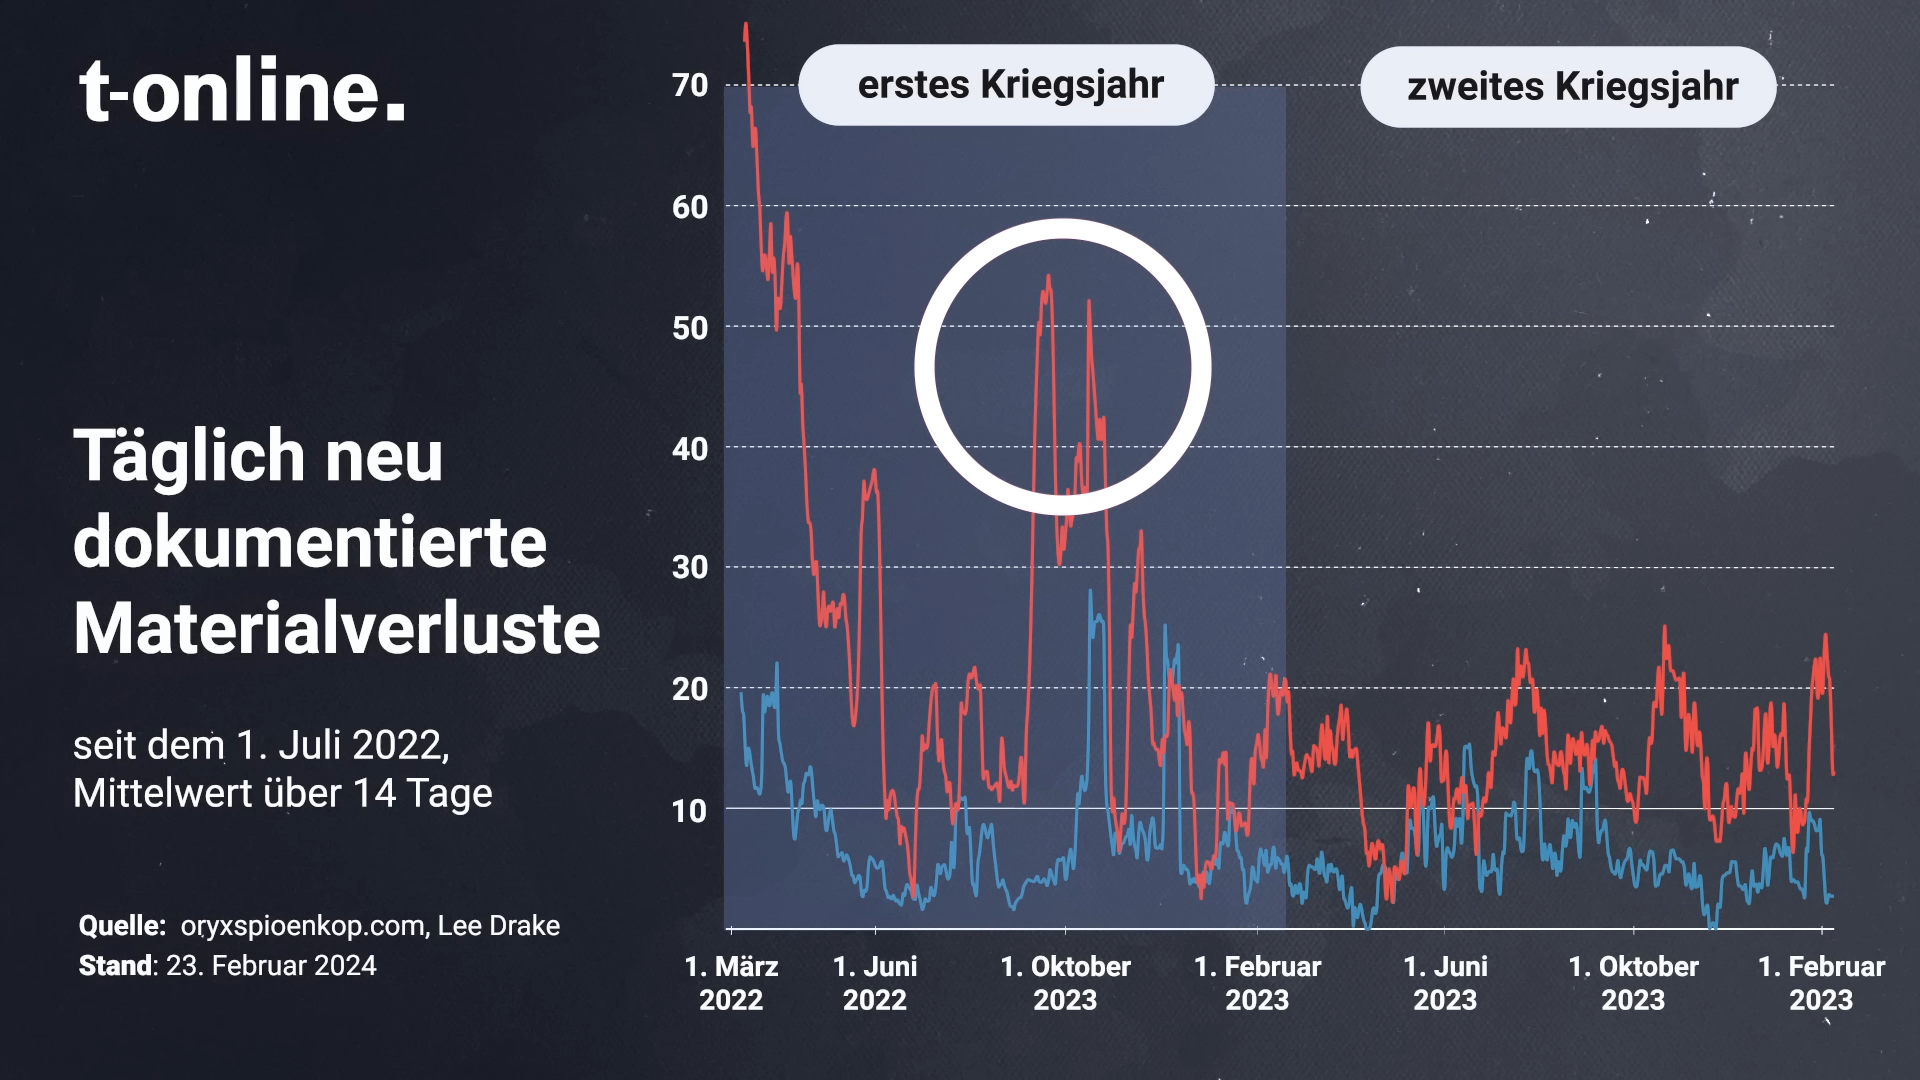 t-online.
erstes Kriegsjahr
zweites Kriegsjahr
70
60
50
40
30
20
10
Täglich neu
dokumentierte
Materialverluste
seit dem 1. Juli 2022,
Mittelwert über 14 Tage
Quelle: oryxspioenkop.com, Lee Drake
Stand: 23. Februar 2024
1. März
2022
1. Juni
2022
1. Oktober
2023
1. Februar
2023
1. Juni
2023
1. Oktober
2023
1. Februar
2023